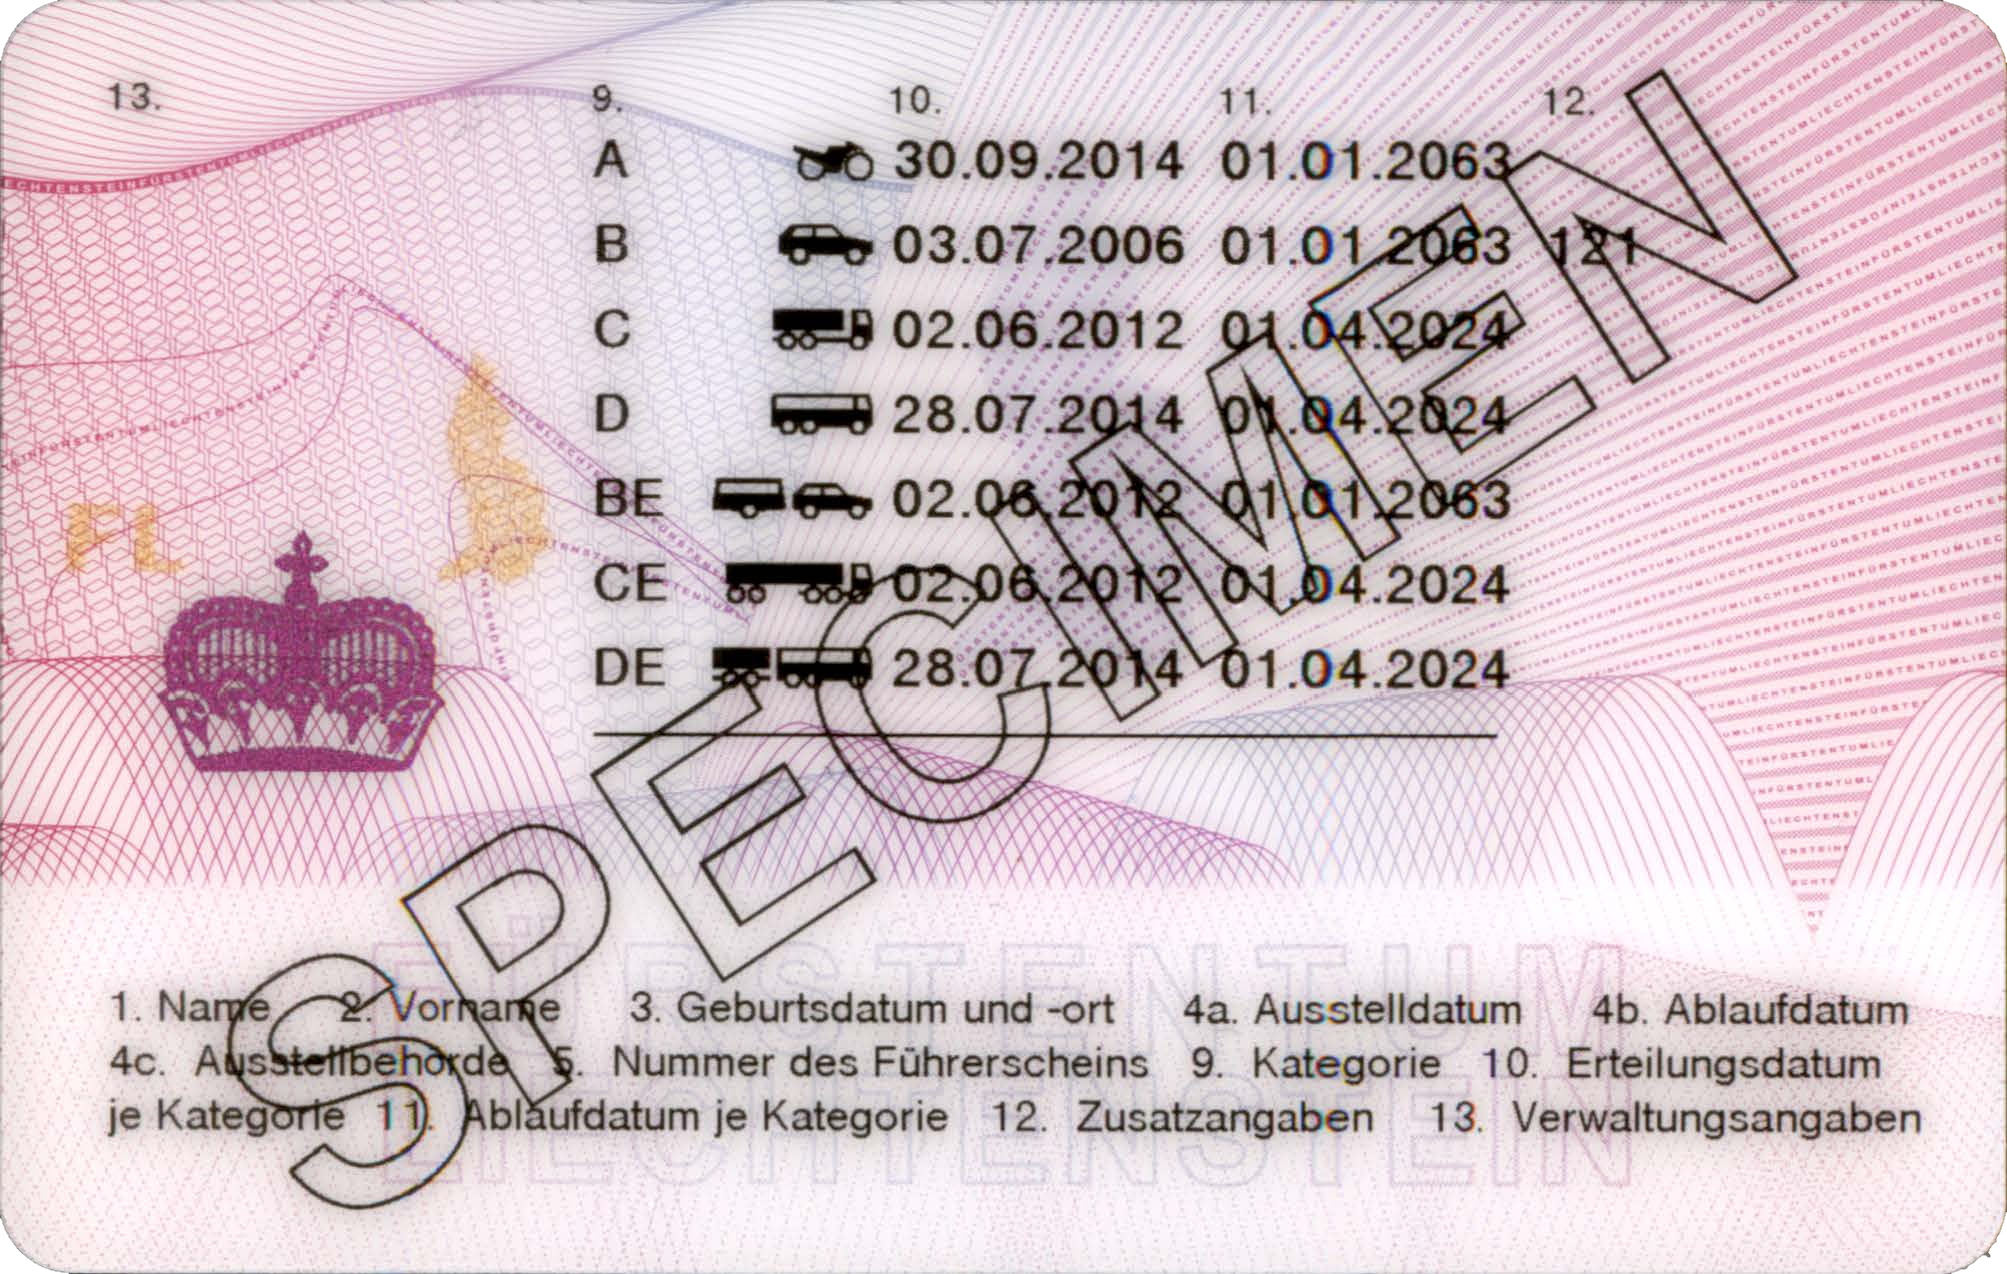 13. 9. 10. 11. 12.
A 30.09.2014 01.01.2063
B 03.07.2006 01.01.2063 121
C 02.06.2012 01.04.2024
D 28.07.2014 01.04.2024
BE 02.06.2012 01.01.2063
CE 02.06.2012 01.04.2024
DE 28.07.2014 01.04.2024
FL
SPECIMEN
FÜRSTENTUM
LIECHTENSTEIN
1. Name 2. Vorname 3. Geburtsdatum und -ort 4a. Ausstelldatum 4b. Ablaufdatum
4c. Ausstellbehörde 5. Nummer des Führerscheins 9. Kategorie 10. Erteilungsdatum
je Kategorie 11. Ablaufdatum je Kategorie 12. Zusatzangaben 13. Verwaltungsangaben